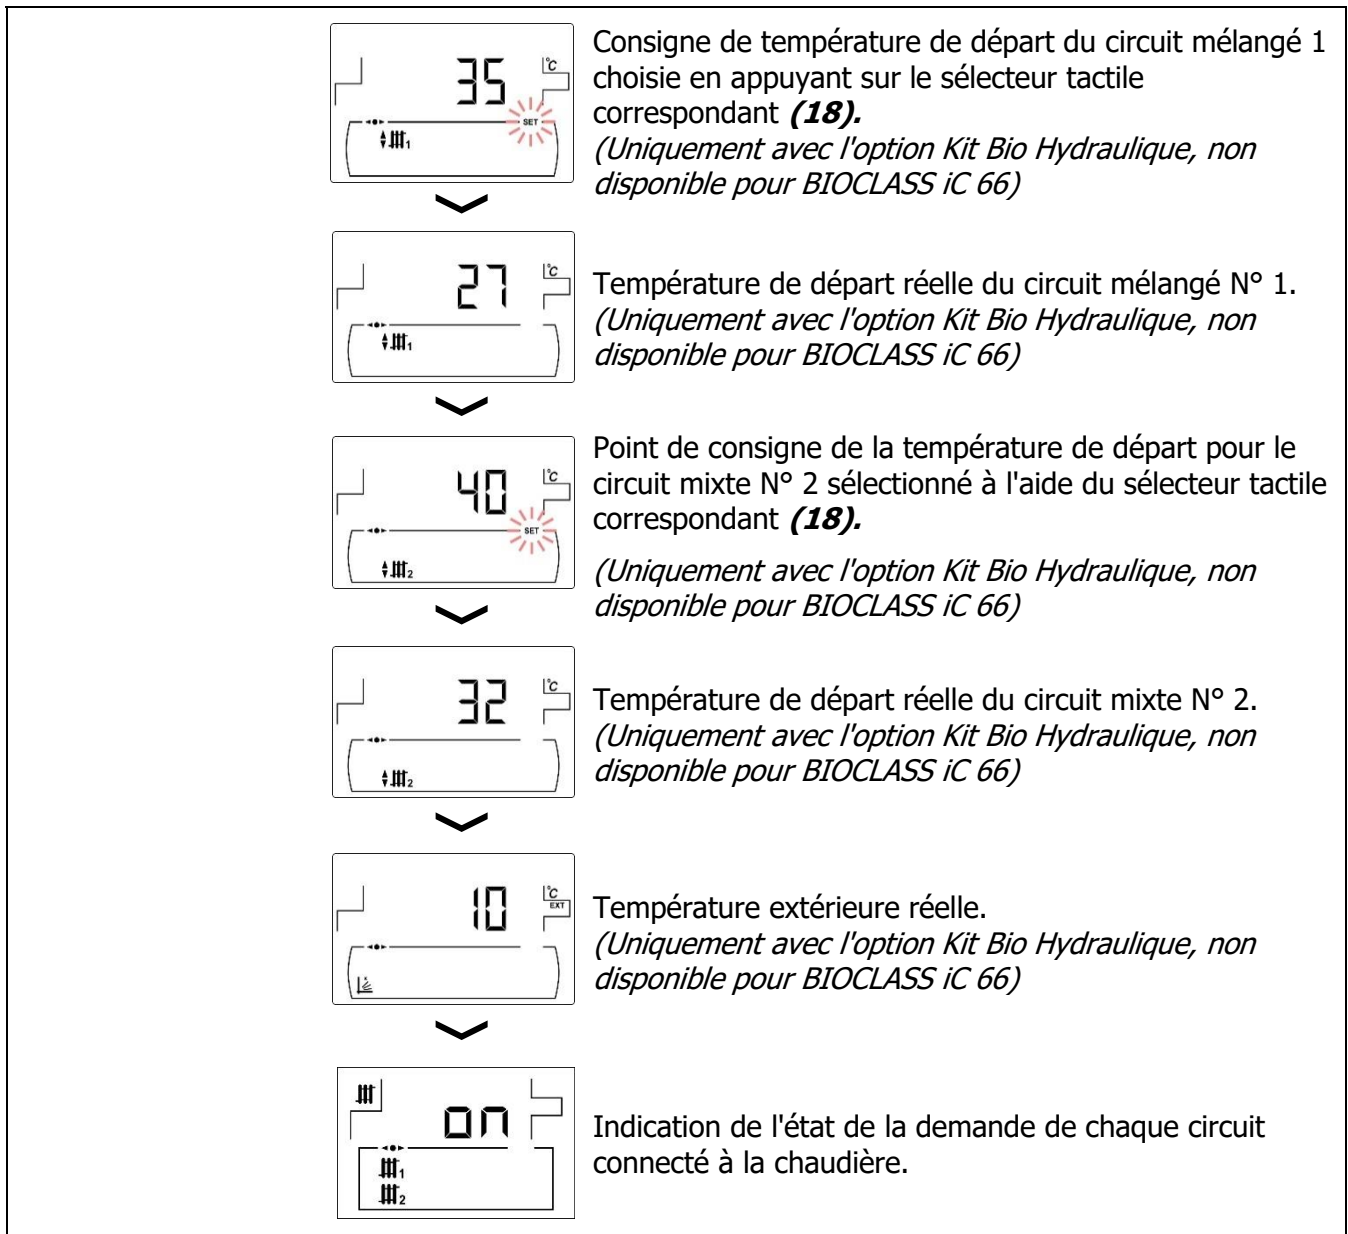 35
°C
SET
1
Consigne de température de départ du circuit mélangé 1
choisie en appuyant sur le sélecteur tactile
correspondant (18).
(Uniquement avec l'option Kit Bio Hydraulique, non
disponible pour BIOCLASS iC 66)
27
°C
1
Température de départ réelle du circuit mélangé N° 1.
(Uniquement avec l'option Kit Bio Hydraulique, non
disponible pour BIOCLASS iC 66)
40
°C
SET
2
Point de consigne de la température de départ pour le
circuit mixte N° 2 sélectionné à l'aide du sélecteur tactile
correspondant (18).
(Uniquement avec l'option Kit Bio Hydraulique, non
disponible pour BIOCLASS iC 66)
32
°C
2
Température de départ réelle du circuit mixte N° 2.
(Uniquement avec l'option Kit Bio Hydraulique, non
disponible pour BIOCLASS iC 66)
10
°C
EXT
Température extérieure réelle.
(Uniquement avec l'option Kit Bio Hydraulique, non
disponible pour BIOCLASS iC 66)
on
1
2
Indication de l'état de la demande de chaque circuit
connecté à la chaudière.